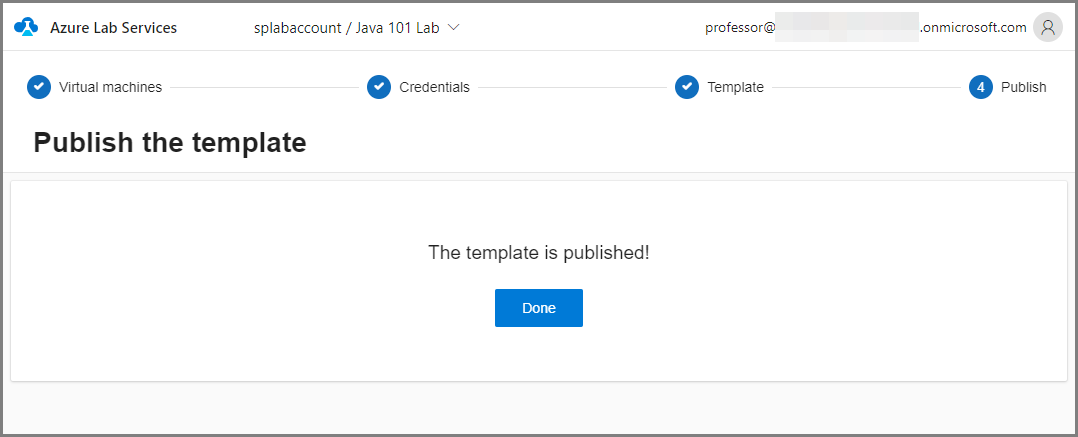 Azure Lab Services splabaccount / Java 101 Lab professor@ .onmicrosoft.com
Virtual machines Credentials Template 4 Publish
Publish the template
The template is published!
Done